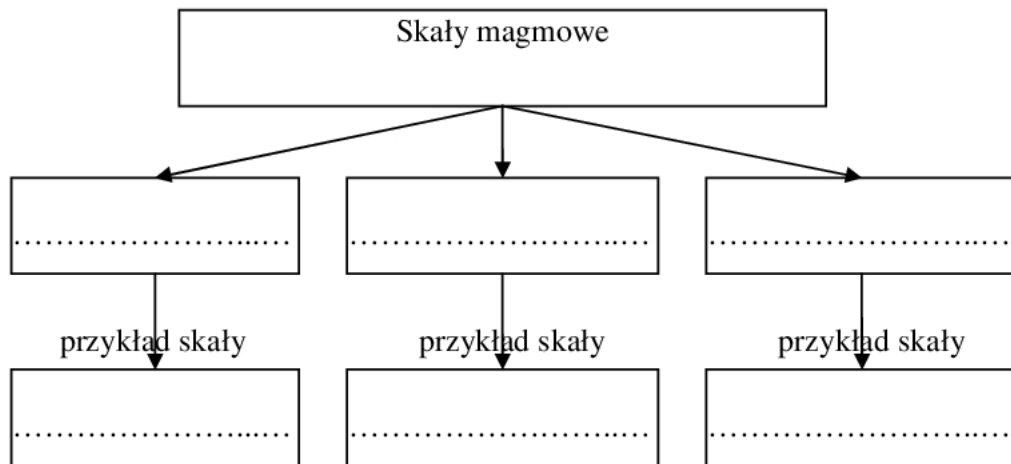 Skały magmowe
……………………...…. ……………………..… ……………………..…
przykład skały przykład skały przykład skały
……………………...…. ……………………..… ……………………..…